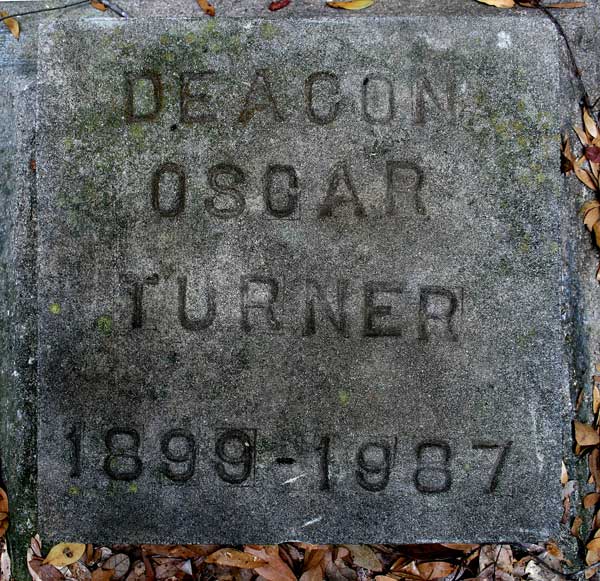 DEACON
OSCAR
TURNER
1899-1987